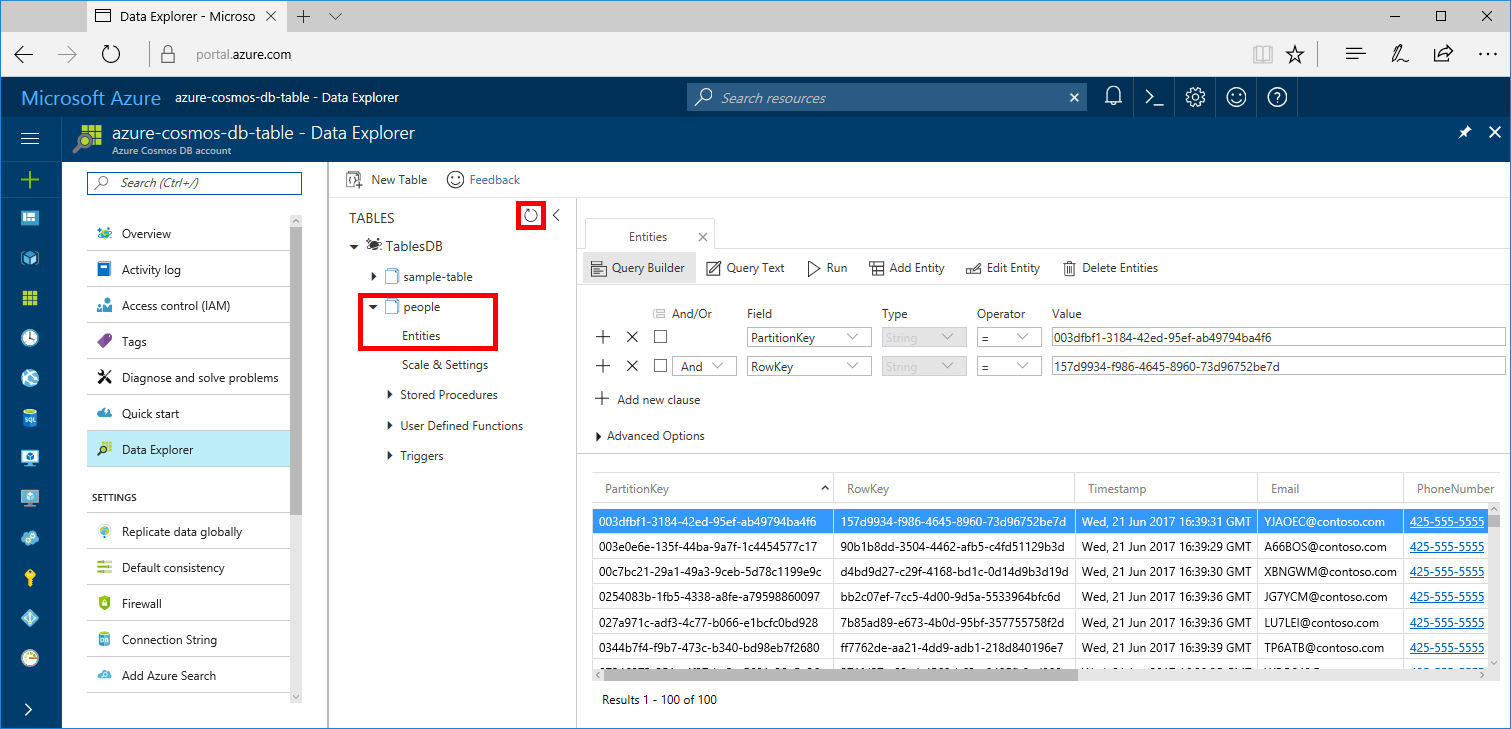 Data Explorer - Microso
portal.azure.com
Microsoft Azure azure-cosmos-db-table - Data Explorer
Search resources
azure-cosmos-db-table - Data Explorer
Azure Cosmos DB account
Search (Ctrl+/)
Overview
Activity log
Access control (IAM)
Tags
Diagnose and solve problems
Quick start
Data Explorer
SETTINGS
Replicate data globally
Default consistency
Firewall
Connection String
Add Azure Search
New Table Feedback
TABLES
TablesDB
sample-table
people
Entities
Scale & Settings
Stored Procedures
User Defined Functions
Triggers
Entities
Query Builder Query Text Run Add Entity Edit Entity Delete Entities
And/Or Field Type Operator Value
PartitionKey String = 003dfbf1-3184-42ed-95ef-ab49794ba4f6
And RowKey String = 157d9934-f986-4645-8960-73d96752be7d
Add new clause
Advanced Options
PartitionKey RowKey Timestamp Email PhoneNumber
003dfbf1-3184-42ed-95ef-ab49794ba4f6 157d9934-f986-4645-8960-73d96752be7d Wed, 21 Jun 2017 16:39:31 GMT YJAOEC@contoso.com 425-555-5555
003e0e6e-135f-44ba-9a7f-1c4454577c17 90b1b8dd-3504-4462-afb5-c4fd51129b3d Wed, 21 Jun 2017 16:39:29 GMT A66BOS@contoso.com 425-555-5555
00c7bc21-29a1-49a3-9ceb-5d78c1199e9c d4bd9d27-c29f-4168-bd1c-0d14d9b3d19d Wed, 21 Jun 2017 16:39:30 GMT XBNGWM@contoso.com 425-555-5555
0254083b-1fb5-4338-a8fe-a79598860097 bb2c07ef-7cc5-4d00-9d5a-5533964bfc6d Wed, 21 Jun 2017 16:39:36 GMT JG7YCM@contoso.com 425-555-5555
027a971c-adf3-4c77-b066-e1bcfc0bd928 7b85ad89-e673-4b0d-95bf-357755758f2d Wed, 21 Jun 2017 16:39:36 GMT LU7LEI@contoso.com 425-555-5555
0344b7f4-f9b7-473c-b340-bd98eb7f2680 ff7762de-aa21-4dd9-adb1-218d840196e7 Wed, 21 Jun 2017 16:39:36 GMT TP6ATB@contoso.com 425-555-5555
Results 1 - 100 of 100